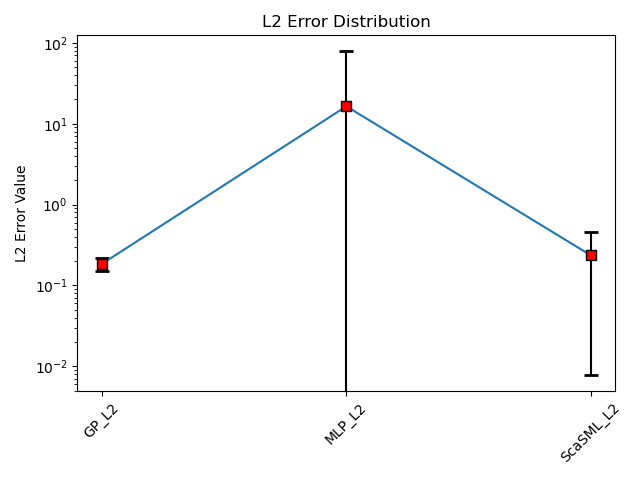 L2 Error Distribution
L2 Error Value
10²
10¹
10⁰
10⁻¹
10⁻²
GP_L2
MLP_L2
ScaSML_L2